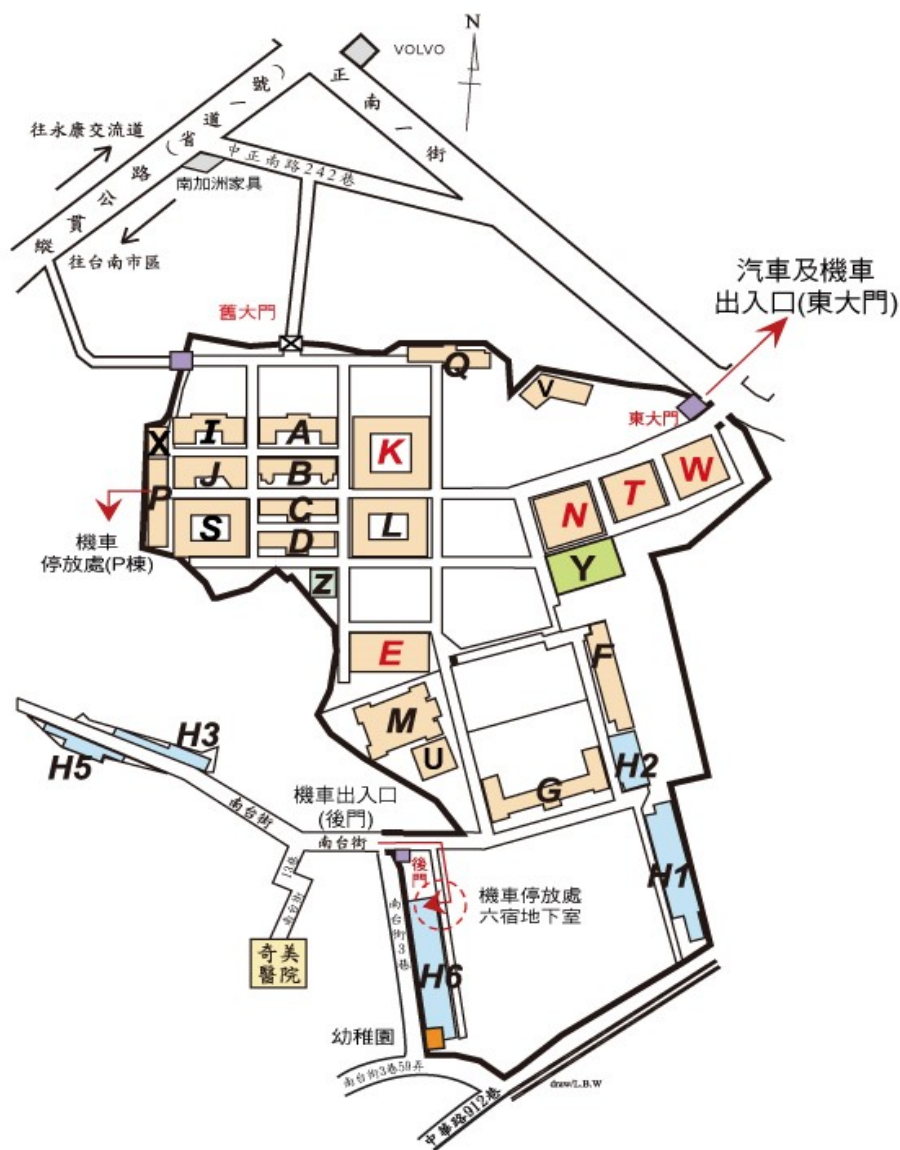 N
VOLVO
正南一街
縱貫公路(省道一號)
往永康交流道
中正南路242巷
南加洲家具
往台南市區
汽車及機車
出入口(東大門)
舊大門
Q
V
東大門
I
A
K
X
W
J
B
T
P
C
N
S
L
D
機車
停放處(P棟)
Y
Z
E
F
M
H3
U
H5
H2
G
機車出入口
(後門)
南台街
南台街
後門
H1
南台街13巷
機車停放處
六宿地下室
南台街3巷
奇美
醫院
H6
幼稚園
南台街3巷59弄
draw/L.B.W
中華路912巷